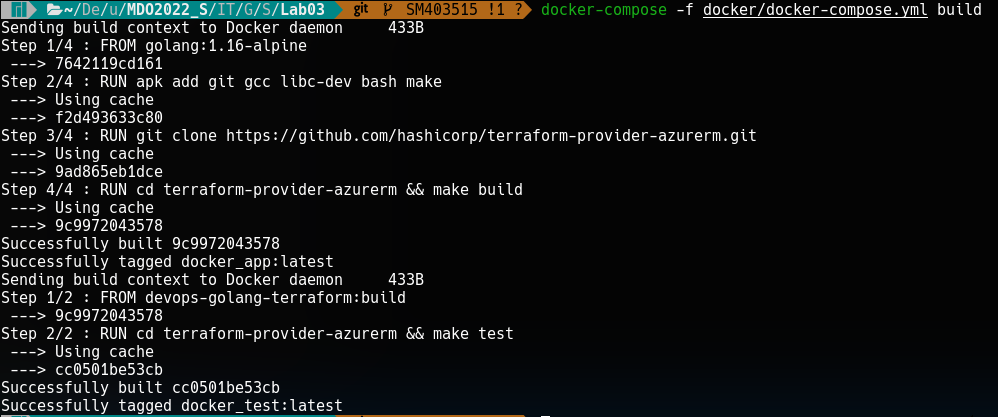 ~/De/u/MDO2022_S/IT/G/S/Lab03 git SM403515 !1 ? docker-compose -f docker/docker-compose.yml build
Sending build context to Docker daemon     433B
Step 1/4 : FROM golang:1.16-alpine
 ---> 7642119cd161
Step 2/4 : RUN apk add git gcc libc-dev bash make
 ---> Using cache
 ---> f2d493633c80
Step 3/4 : RUN git clone https://github.com/hashicorp/terraform-provider-azurerm.git
 ---> Using cache
 ---> 9ad865eb1dce
Step 4/4 : RUN cd terraform-provider-azurerm && make build
 ---> Using cache
 ---> 9c9972043578
Successfully built 9c9972043578
Successfully tagged docker_app:latest
Sending build context to Docker daemon     433B
Step 1/2 : FROM devops-golang-terraform:build
 ---> 9c9972043578
Step 2/2 : RUN cd terraform-provider-azurerm && make test
 ---> Using cache
 ---> cc0501be53cb
Successfully built cc0501be53cb
Successfully tagged docker_test:latest